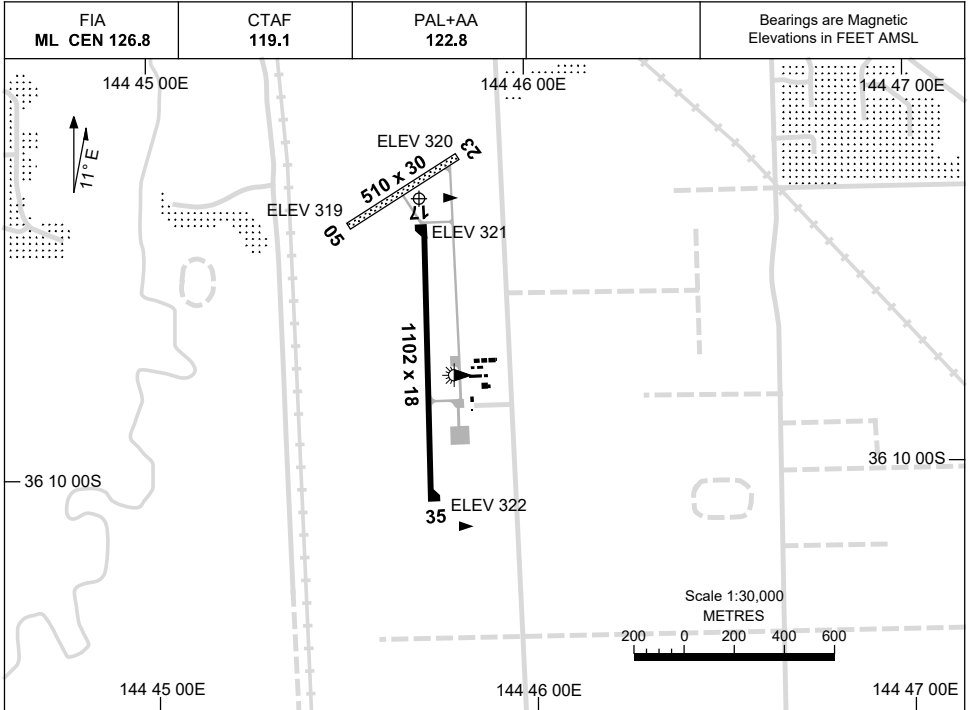 FIA
ML CEN 126.8
CTAF
119.1
PAL+AA
122.8
Bearings are Magnetic
Elevations in FEET AMSL
144 45 00E
144 46 00E
144 47 00E
11° E
ELEV 320
23
510 x 30
ELEV 319
05
17
ELEV 321
1102 x 18
36 10 00S
36 10 00S
ELEV 322
35
Scale 1:30,000
METRES
200 0 200 400 600
144 45 00E
144 46 00E
144 47 00E